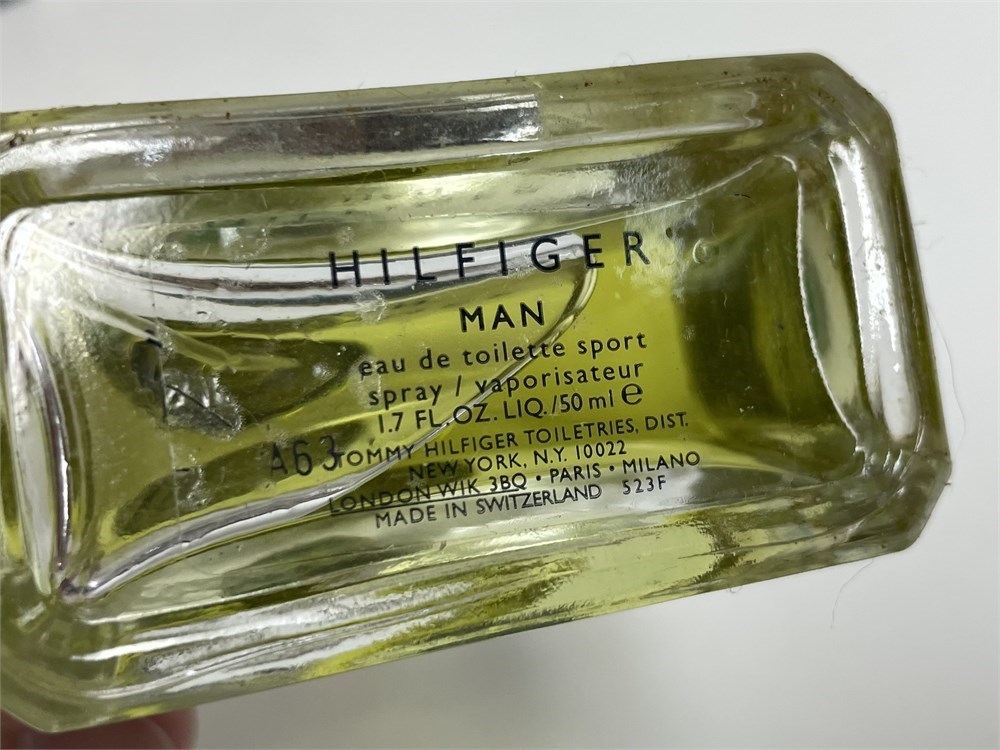 HILFIGER
MAN
eau de toilette sport
spray / vaporisateur
1.7 FL. OZ. LIQ./50 ml ℮
A63
TOMMY HILFIGER TOILETRIES, DIST.
NEW YORK, N.Y. 10022
LONDON W1K 3BQ • PARIS • MILANO
MADE IN SWITZERLAND 523F